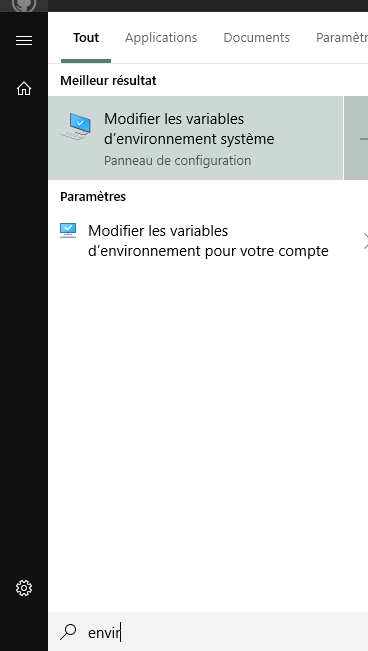 Tout Applications Documents Paramètr
Meilleur résultat
Modifier les variables
d’environnement système
Panneau de configuration
Paramètres
Modifier les variables
d’environnement pour votre compte
envir